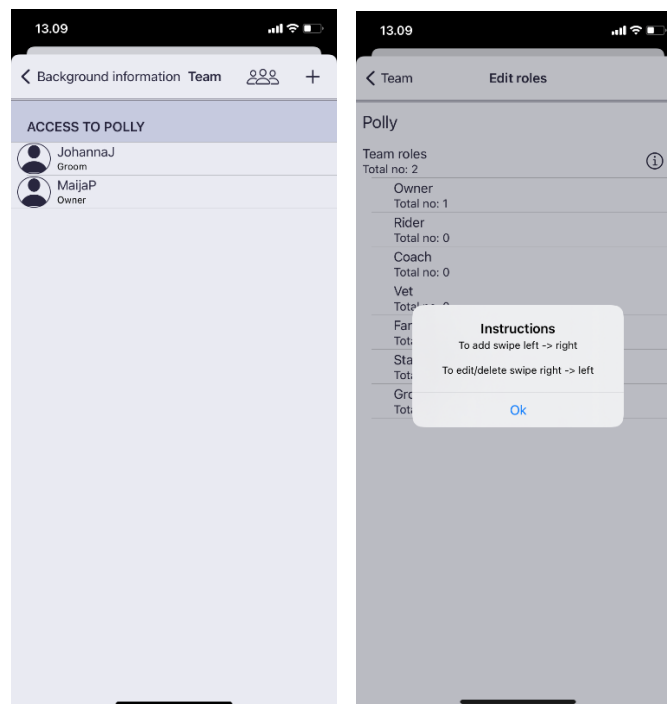 13.09
Background information Team
ACCESS TO POLLY
JohannaJ
Groom
MaijaP
Owner
13.09
Team Edit roles
Polly
Team roles
Total no: 2
Owner
Total no: 1
Rider
Total no: 0
Coach
Total no: 0
Vet
Instructions
To add swipe left -> right
To edit/delete swipe right -> left
Ok